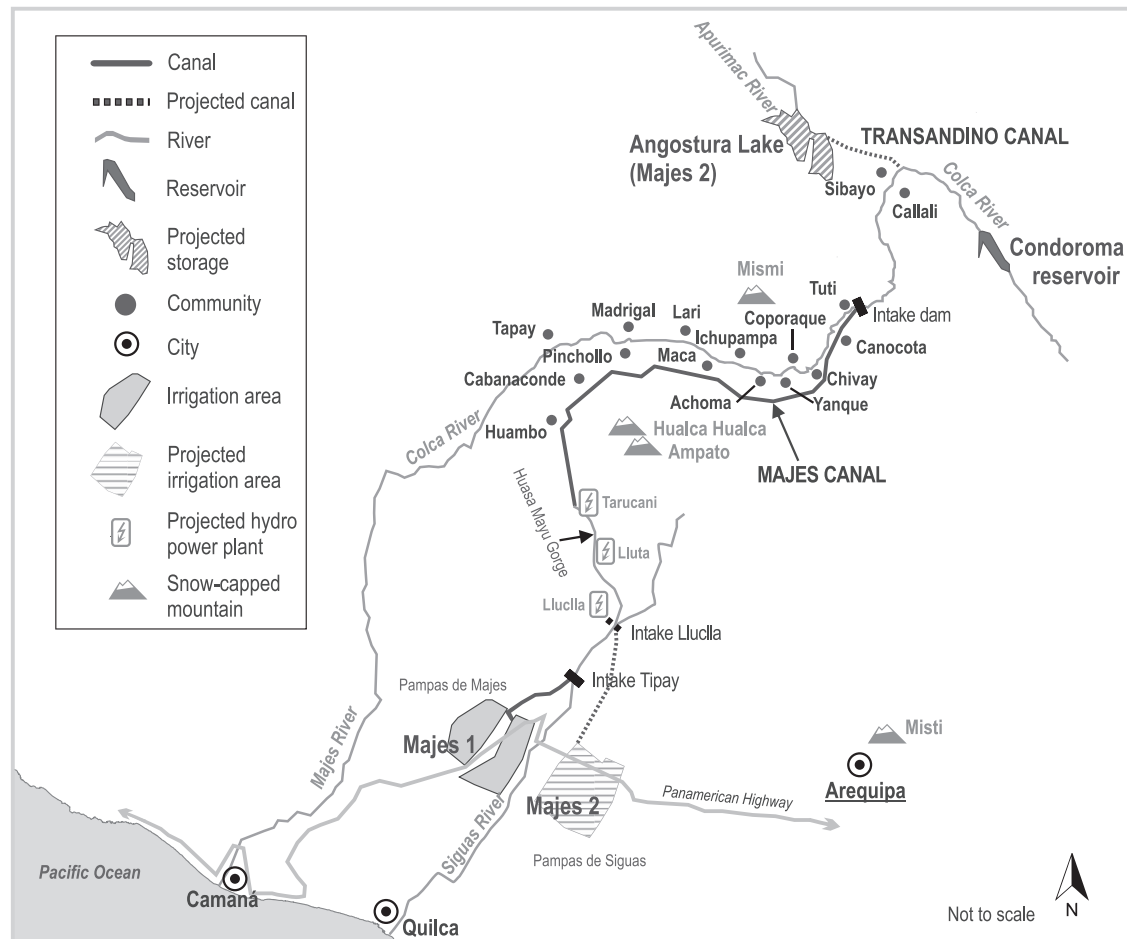 Canal
Projected canal
River
Reservoir
Projected
storage
Community
City
Irrigation area
Projected
irrigation area
Projected hydro
power plant
Snow-capped
mountain
Apurimac River
Angostura Lake
(Majes 2)
TRANSANDINO CANAL
Sibayo
Callali
Colca River
Condoroma
reservoir
Mismi
Tuti
Intake dam
Coporaque
Canocota
Madrigal
Lari
Ichupampa
Tapay
Pinchollo
Maca
Chivay
Cabanaconde
Achoma
Yanque
Huambo
Hualca Hualca
Ampato
MAJES CANAL
Colca River
Huasa Mayu Gorge
Tarucani
Lluta
Lluclla
Intake Lluclla
Intake Tipay
Pampas de Majes
Majes 1
Majes River
Misti
Arequipa
Panamerican Highway
Majes 2
Siguas River
Pampas de Siguas
Pacific Ocean
Camaná
Quilca
Not to scale
N